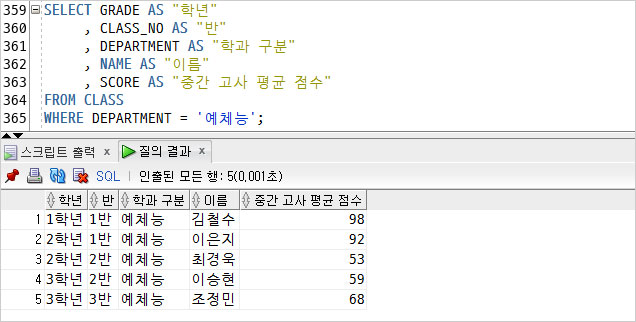 359 SELECT GRADE AS "학년"
360 , CLASS_NO AS "반"
361 , DEPARTMENT AS "학과 구분"
362 , NAME AS "이름"
363 , SCORE AS "중간 고사 평균 점수"
364 FROM CLASS
365 WHERE DEPARTMENT = '예체능';
스크립트 출력 x 질의 결과 x
SQL | 인출된 모든 행: 5(0,001초)
학년 반 학과 구분 이름 중간 고사 평균 점수
1 1학년 1반 예체능 김철수 98
2 2학년 1반 예체능 이은지 92
3 2학년 2반 예체능 최경욱 53
4 3학년 2반 예체능 이승현 59
5 3학년 3반 예체능 조정민 68